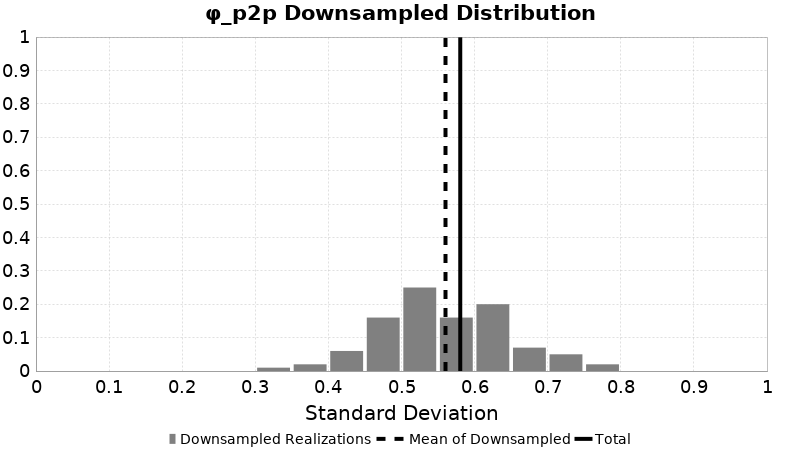 φ_p2p Downsampled Distribution
1
0.9
0.8
0.7
0.6
0.5
0.4
0.3
0.2
0.1
0
0 0.1 0.2 0.3 0.4 0.5 0.6 0.7 0.8 0.9 1
Standard Deviation
Downsampled Realizations Mean of Downsampled Total